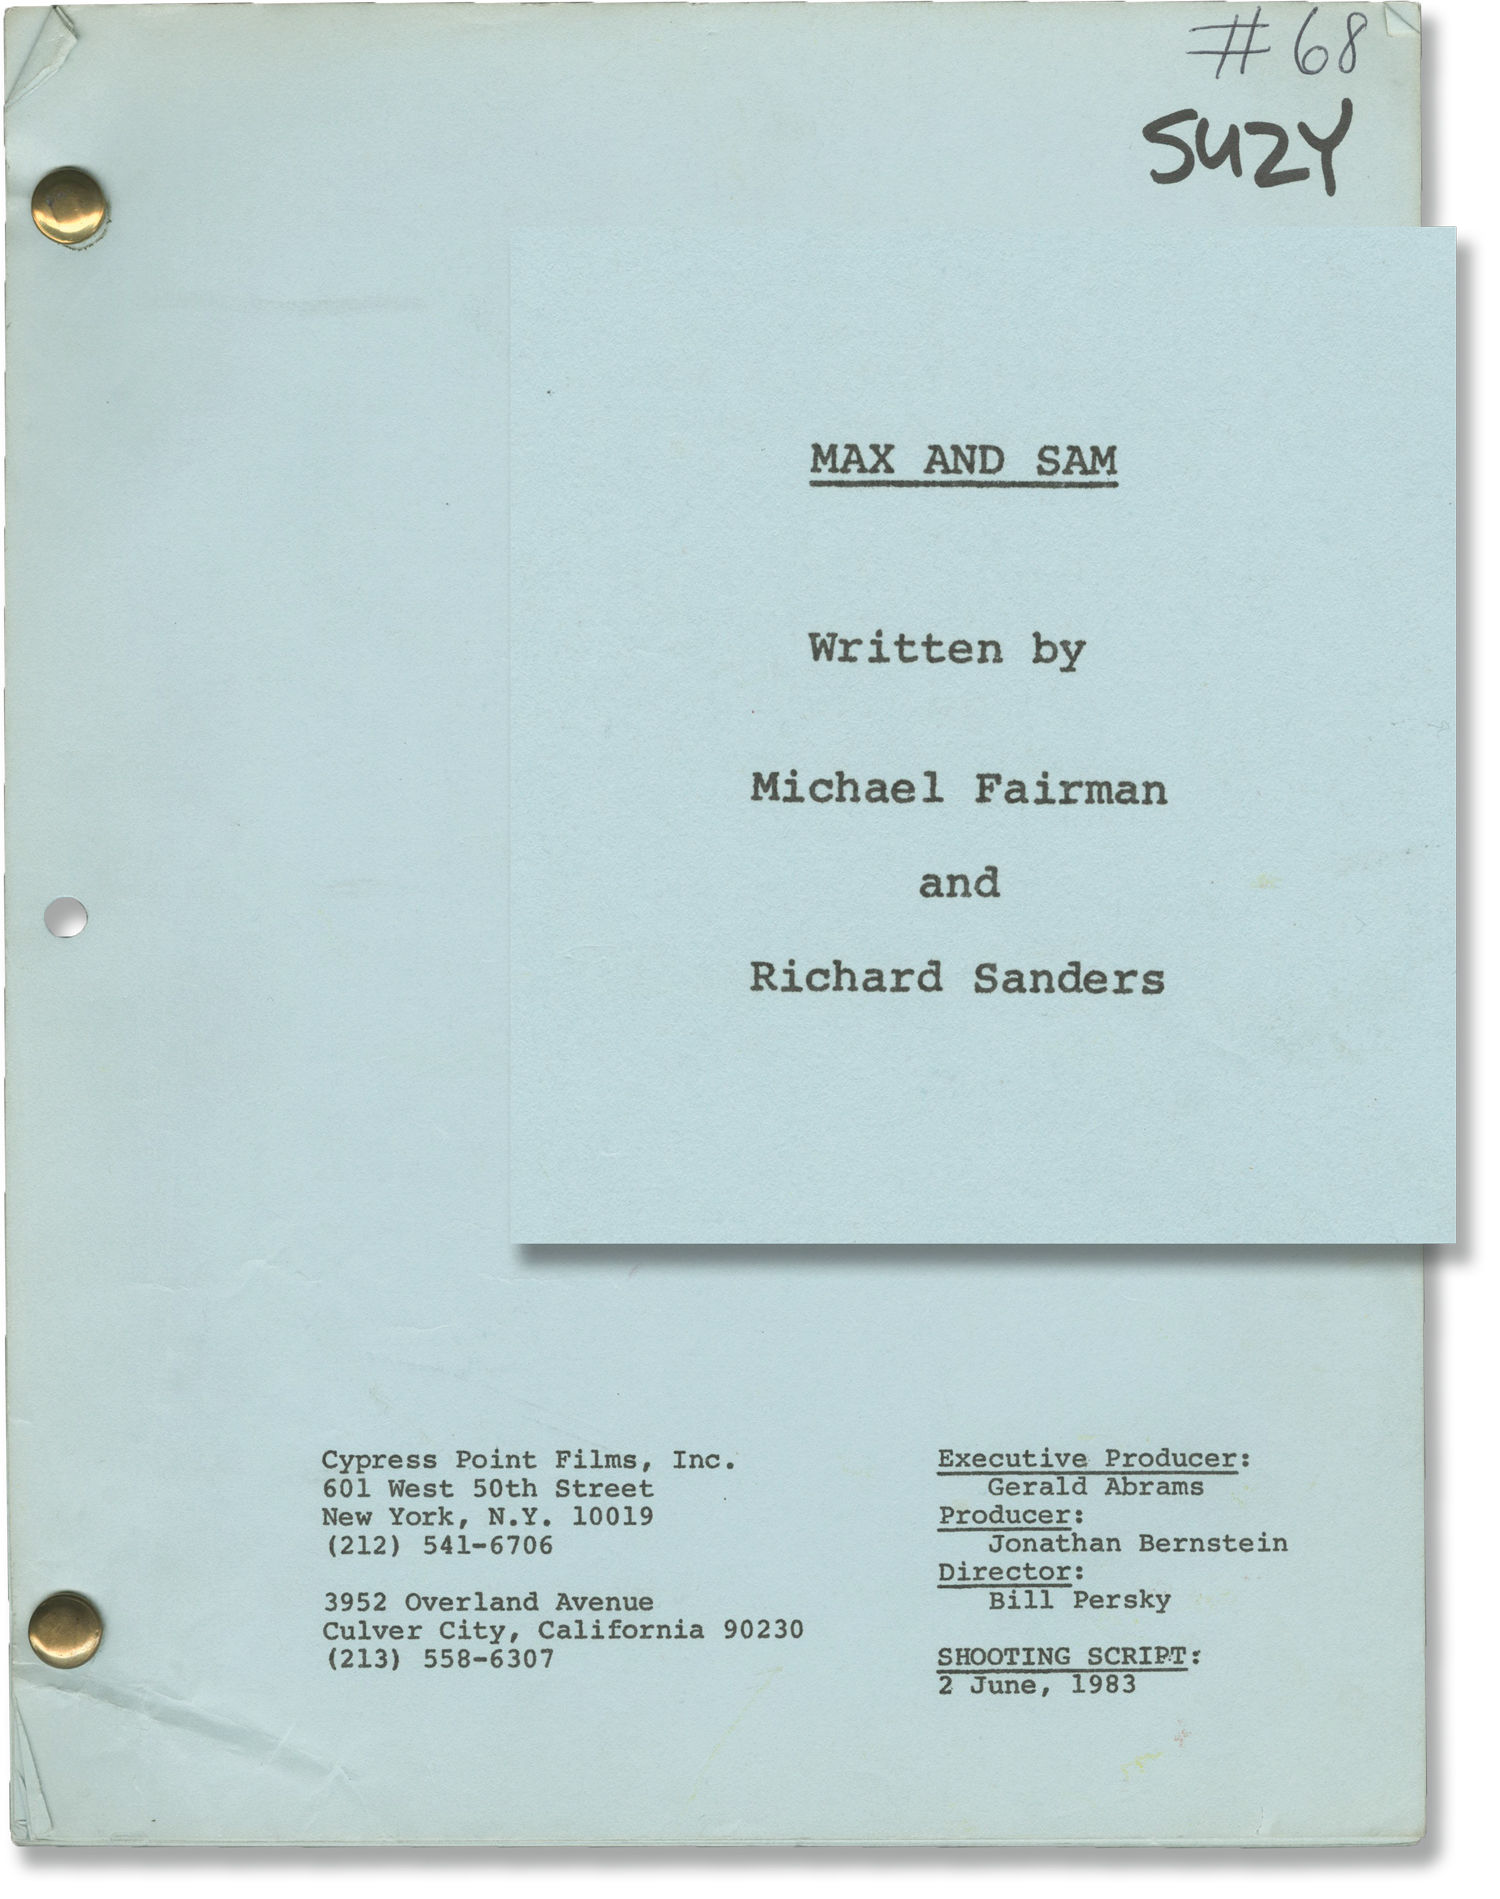 # 68
SUZY
MAX AND SAM
Written by
Michael Fairman
and
Richard Sanders
Cypress Point Films, Inc.
601 West 50th Street
New York, N.Y. 10019
(212) 541-6706
3952 Overland Avenue
Culver City, California 90230
(213) 558-6307
Executive Producer:
Gerald Abrams
Producer:
Jonathan Bernstein
Director:
Bill Persky
SHOOTING SCRIPT:
2 June, 1983